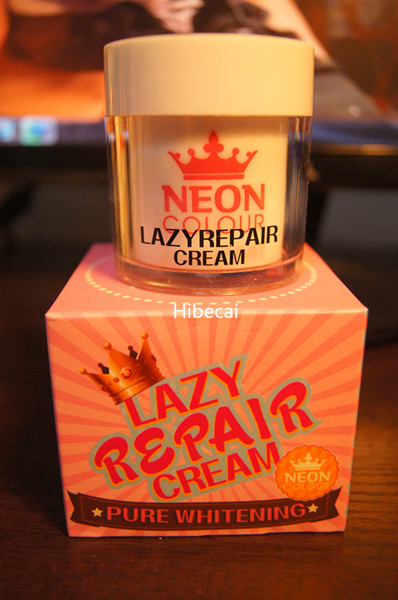 NEON
COLOUR
LAZYREPAIR
CREAM
Hibecai
LAZY
REPAIR
CREAM
NEON
COLOUR
PURE WHITENING